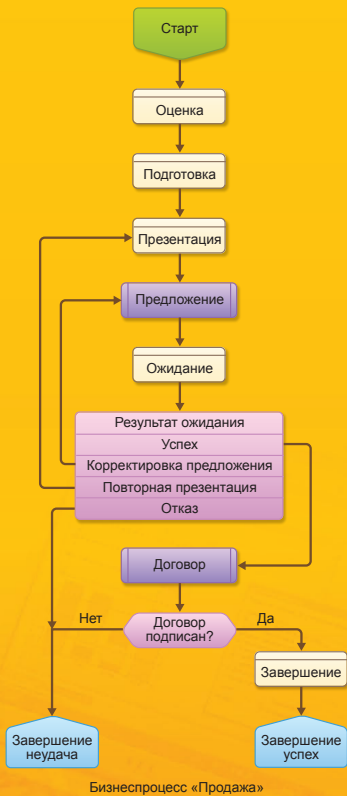 Старт
Оценка
Подготовка
Презентация
Предложение
Ожидание
Результат ожидания
Успех
Корректировка предложения
Повторная презентация
Отказ
Договор
Нет
Договор
подписан?
Да
Завершение
Завершение
неудача
Завершение
успех
Бизнеспроцесс «Продажа»